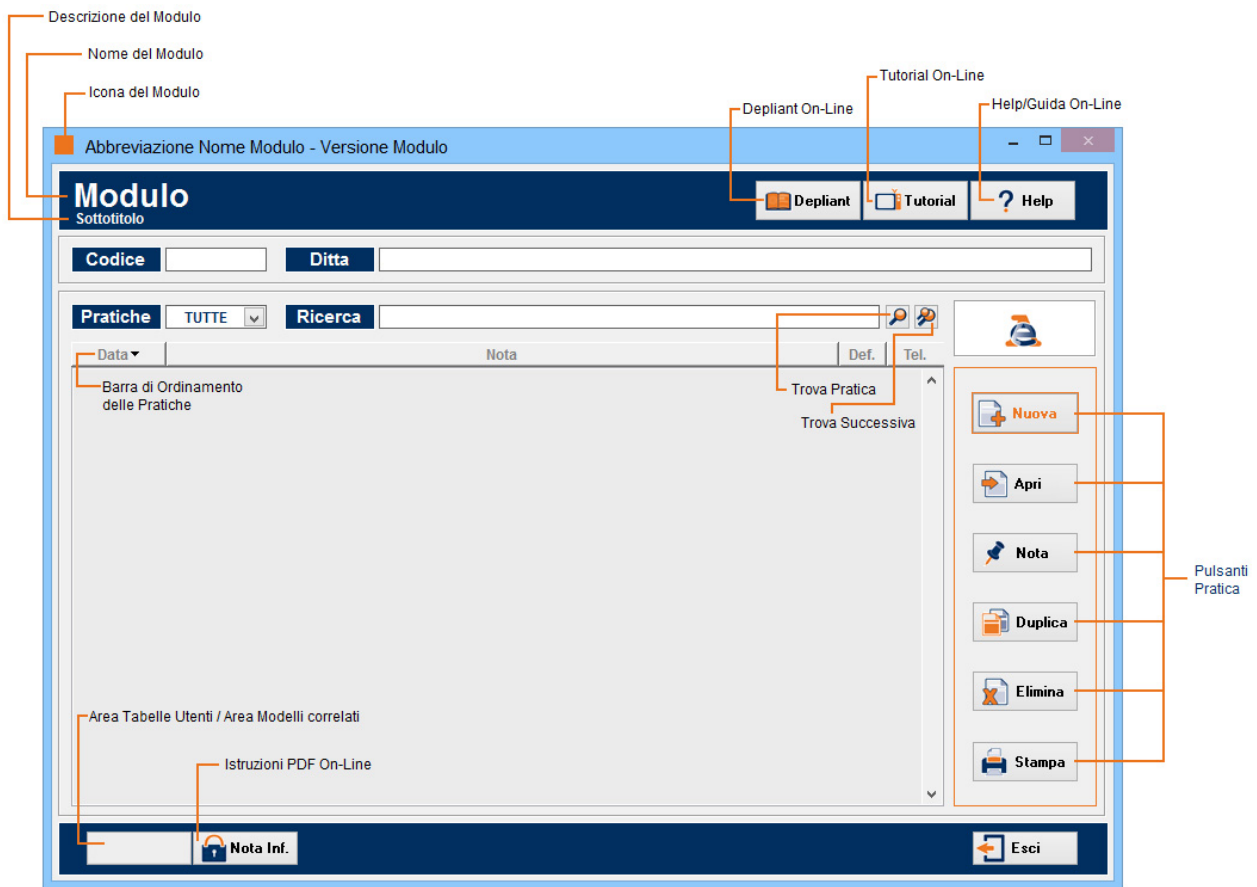 Descrizione del Modulo
Nome del Modulo
Icona del Modulo
Tutorial On-Line
Depliant On-Line
Help/Guida On-Line
Abbreviazione Nome Modulo - Versione Modulo
Modulo
Sottotitolo
Depliant
Tutorial
? Help
Codice
Ditta
Pratiche
TUTTE
Ricerca
Data
Nota
Def.
Tel.
Barra di Ordinamento
delle Pratiche
Trova Pratica
Trova Successiva
Nuova
Apri
Nota
Duplica
Elimina
Stampa
Pulsanti
Pratica
Area Tabelle Utenti / Area Modelli correlati
Istruzioni PDF On-Line
Nota Inf.
Esci